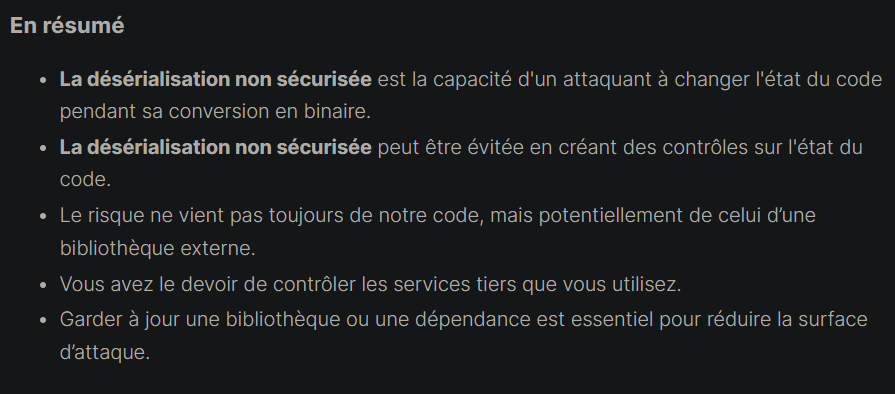 En résumé
La désérialisation non sécurisée est la capacité d'un attaquant à changer l'état du code
pendant sa conversion en binaire.
La désérialisation non sécurisée peut être évitée en créant des contrôles sur l'état du
code.
Le risque ne vient pas toujours de notre code, mais potentiellement de celui d’une
bibliothèque externe.
Vous avez le devoir de contrôler les services tiers que vous utilisez.
Garder à jour une bibliothèque ou une dépendance est essentiel pour réduire la surface
d’attaque.